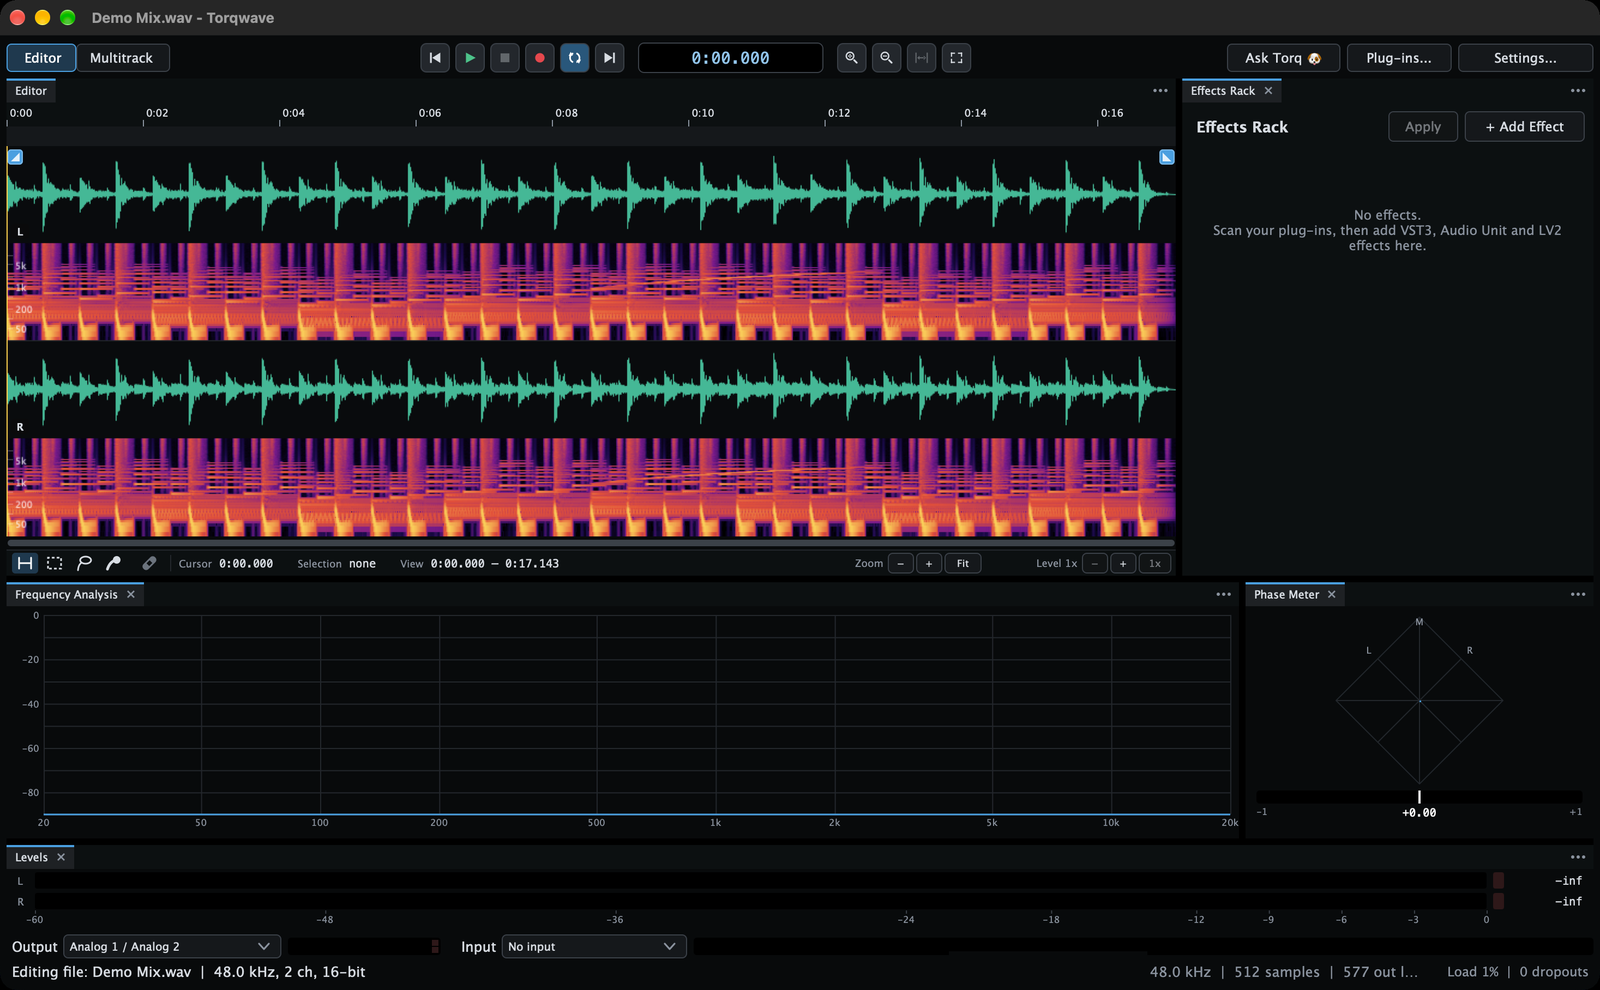 Demo Mix.wav - Torqwave
Editor Multitrack 0:00.000 Ask Torq Plug-ins... Settings...
Editor
0:00 0:02 0:04 0:06 0:08 0:10 0:12 0:14 0:16
L
5k
1k
200
50
R
5k
1k
200
50
Cursor 0:00.000 Selection none View 0:00.000 – 0:17.143 Zoom − + Fit Level 1x − + 1x
Effects Rack
Effects Rack Apply + Add Effect
No effects.
Scan your plug-ins, then add VST3, Audio Unit and LV2
effects here.
Frequency Analysis
0
-20
-40
-60
-80
20 50 100 200 500 1k 2k 5k 10k 20k
Phase Meter
M
L R
-1 +0.00 +1
Levels
L -inf
R -inf
-60 -48 -36 -24 -18 -12 -9 -6 -3 0
Output Analog 1 / Analog 2 Input No input
Editing file: Demo Mix.wav | 48.0 kHz, 2 ch, 16-bit 48.0 kHz | 512 samples | 577 out l... Load 1% | 0 dropouts